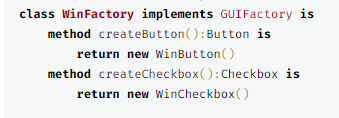 class WinFactory implements GUIFactory is
method createButton():Button is
return new WinButton()
method createCheckbox():Checkbox is
return new WinCheckbox()